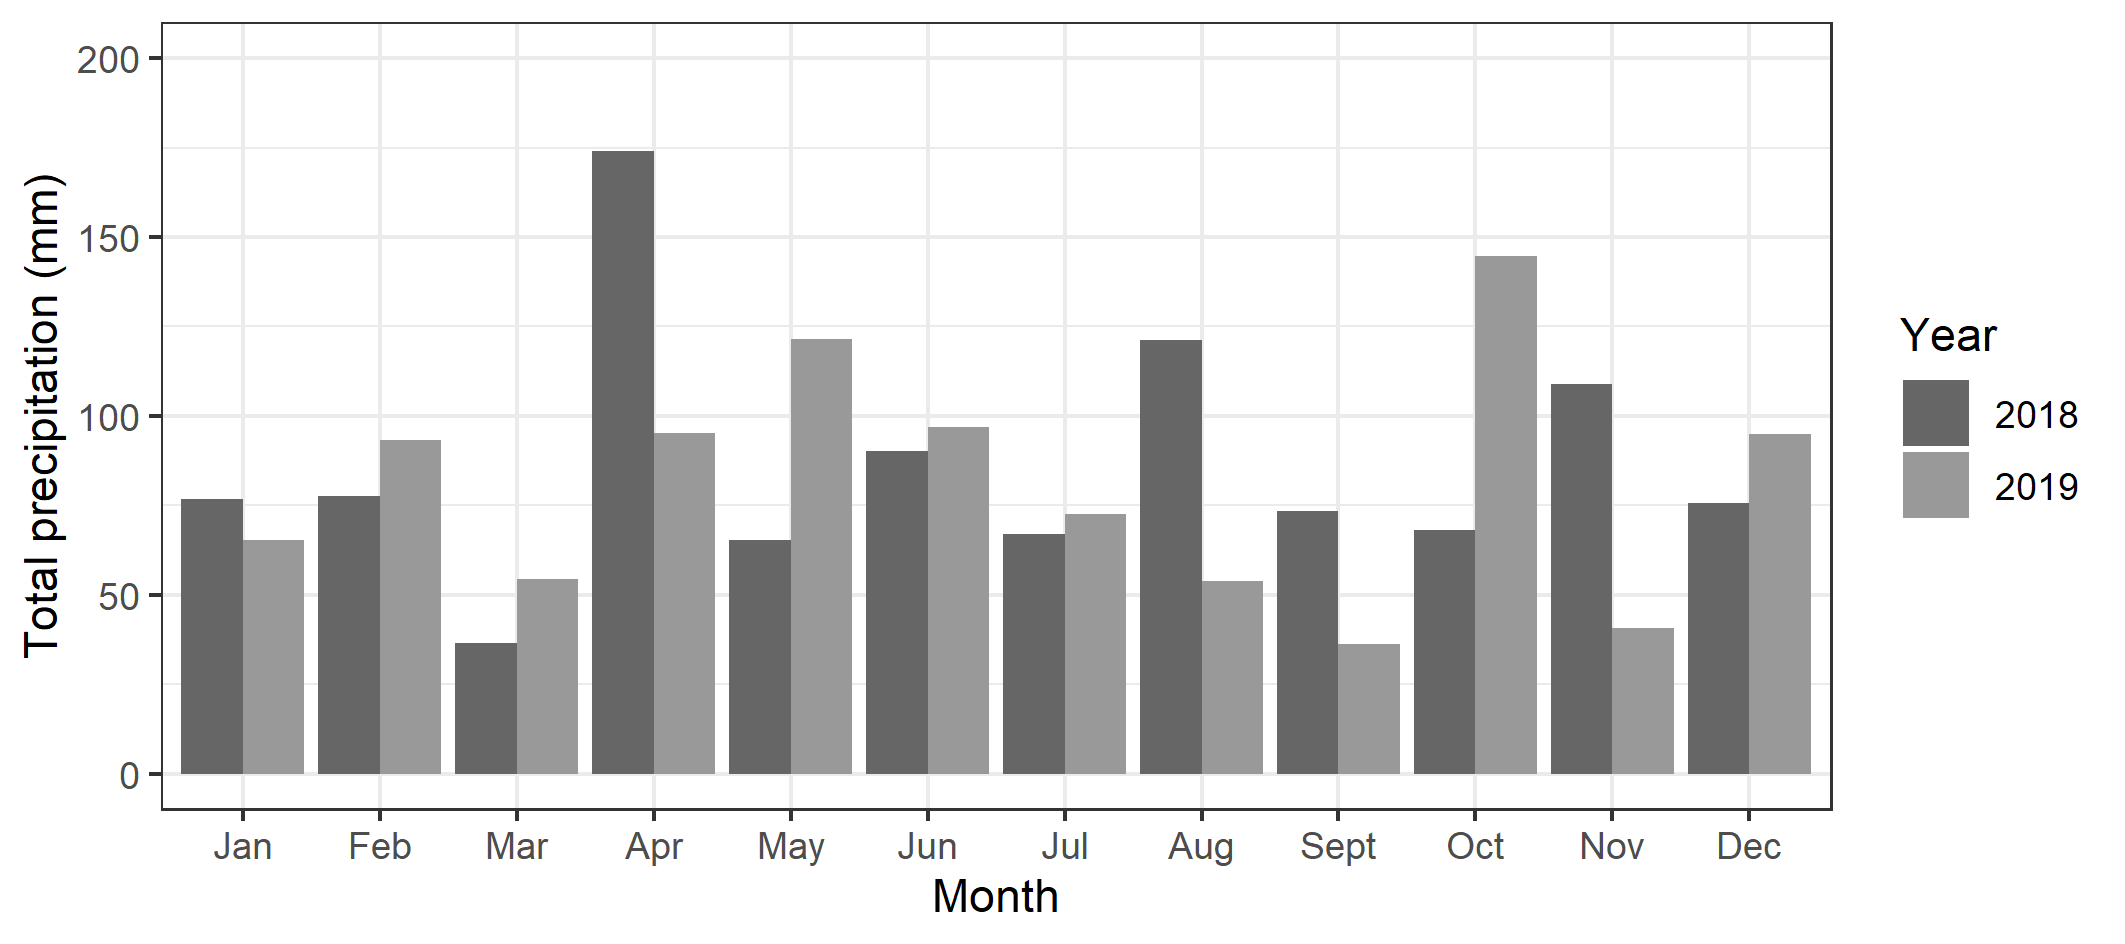 Total precipitation (mm)
200
150
100
50
0
Jan Feb Mar Apr May Jun Jul Aug Sept Oct Nov Dec
Month
Year
2018
2019